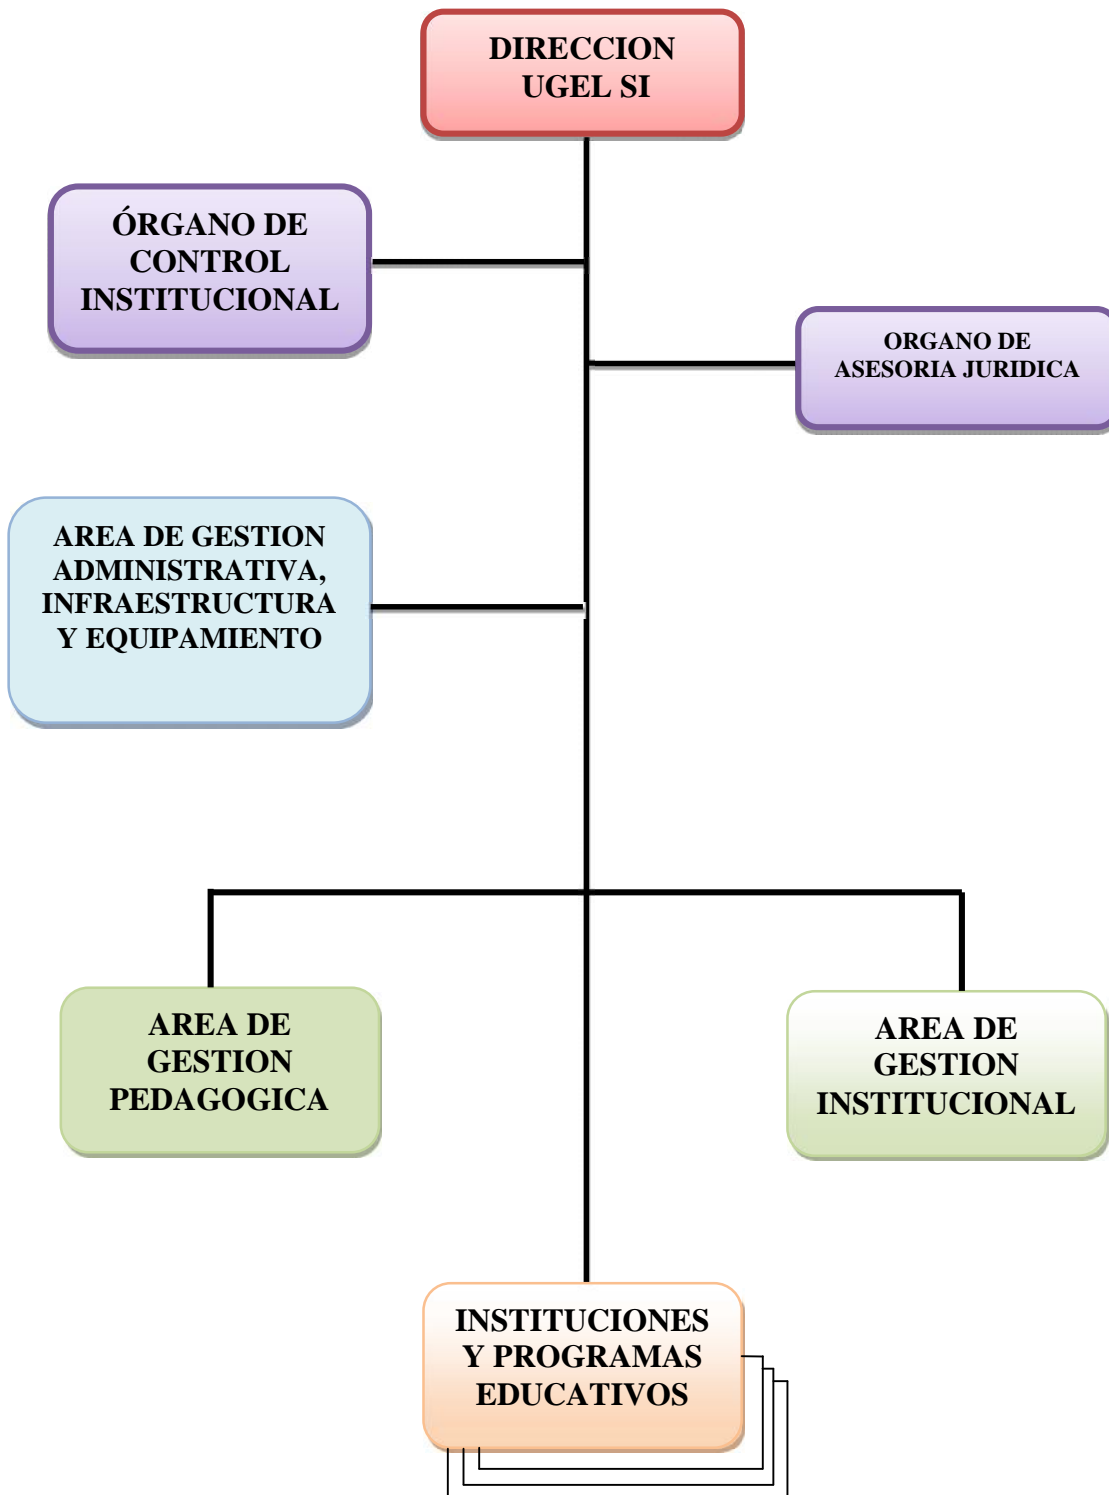 DIRECCION
UGEL SI
ÓRGANO DE
CONTROL
INSTITUCIONAL
ORGANO DE
ASESORIA JURIDICA
AREA DE GESTION
ADMINISTRATIVA,
INFRAESTRUCTURA
Y EQUIPAMIENTO
AREA DE
GESTION
PEDAGOGICA
AREA DE
GESTION
INSTITUCIONAL
INSTITUCIONES
Y PROGRAMAS
EDUCATIVOS